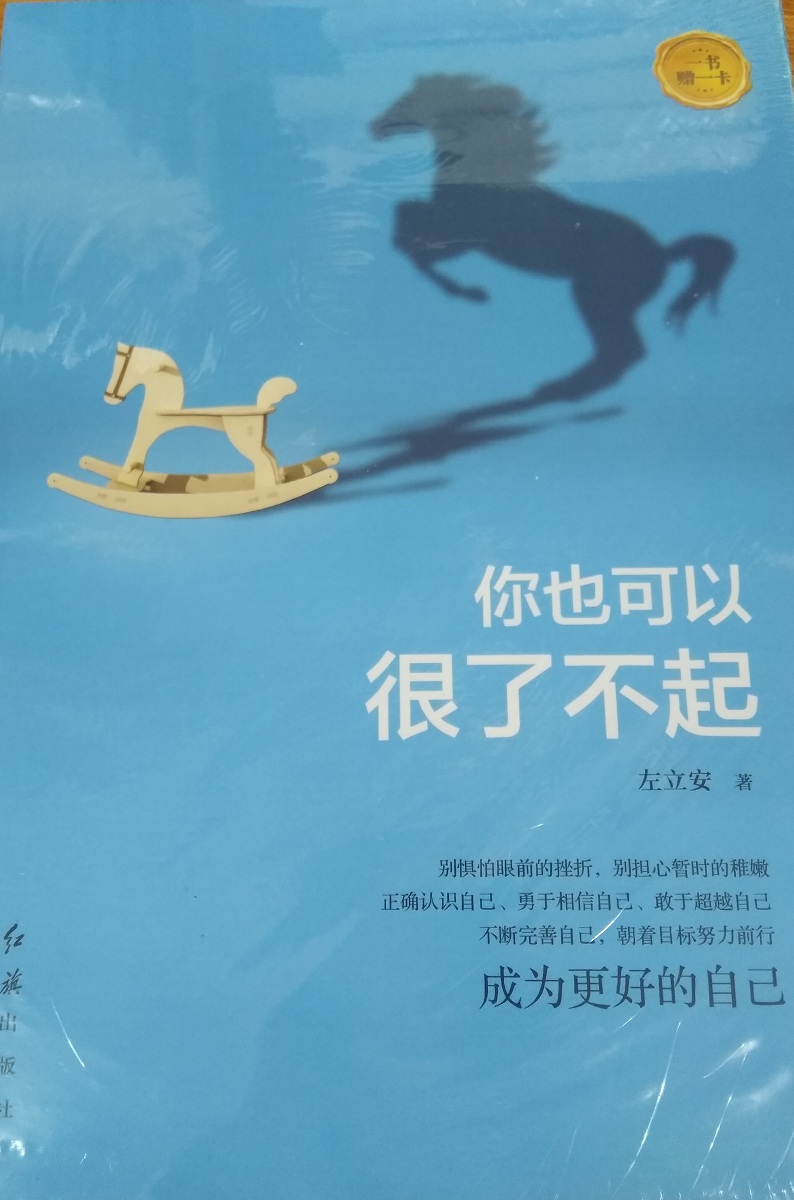 一书
赠一卡
你也可以
很了不起
左立安 著
别惧怕眼前的挫折，别担心暂时的稚嫩
正确认识自己、勇于相信自己、敢于超越自己
不断完善自己，朝着目标努力前行
成为更好的自己
红旗出版社